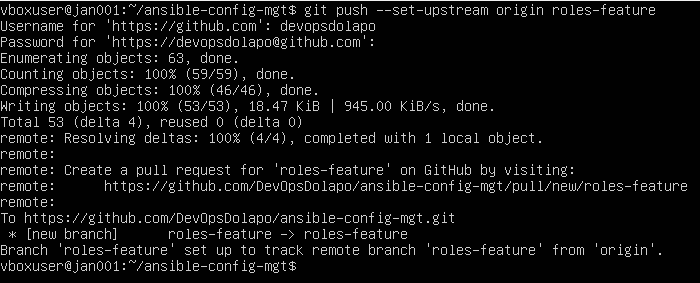 vboxuser@jan001:~/ansible-config-mgt$ git push --set-upstream origin roles-feature
Username for 'https://github.com': devopsdolapo
Password for 'https://devopsdolapo@github.com':
Enumerating objects: 63, done.
Counting objects: 100% (59/59), done.
Compressing objects: 100% (46/46), done.
Writing objects: 100% (53/53), 18.47 KiB | 945.00 KiB/s, done.
Total 53 (delta 4), reused 0 (delta 0)
remote: Resolving deltas: 100% (4/4), completed with 1 local object.
remote:
remote: Create a pull request for 'roles-feature' on GitHub by visiting:
remote:      https://github.com/DevOpsDolapo/ansible-config-mgt/pull/new/roles-feature
remote:
To https://github.com/DevOpsDolapo/ansible-config-mgt.git
 * [new branch]      roles-feature -> roles-feature
Branch 'roles-feature' set up to track remote branch 'roles-feature' from 'origin'.
vboxuser@jan001:~/ansible-config-mgt$